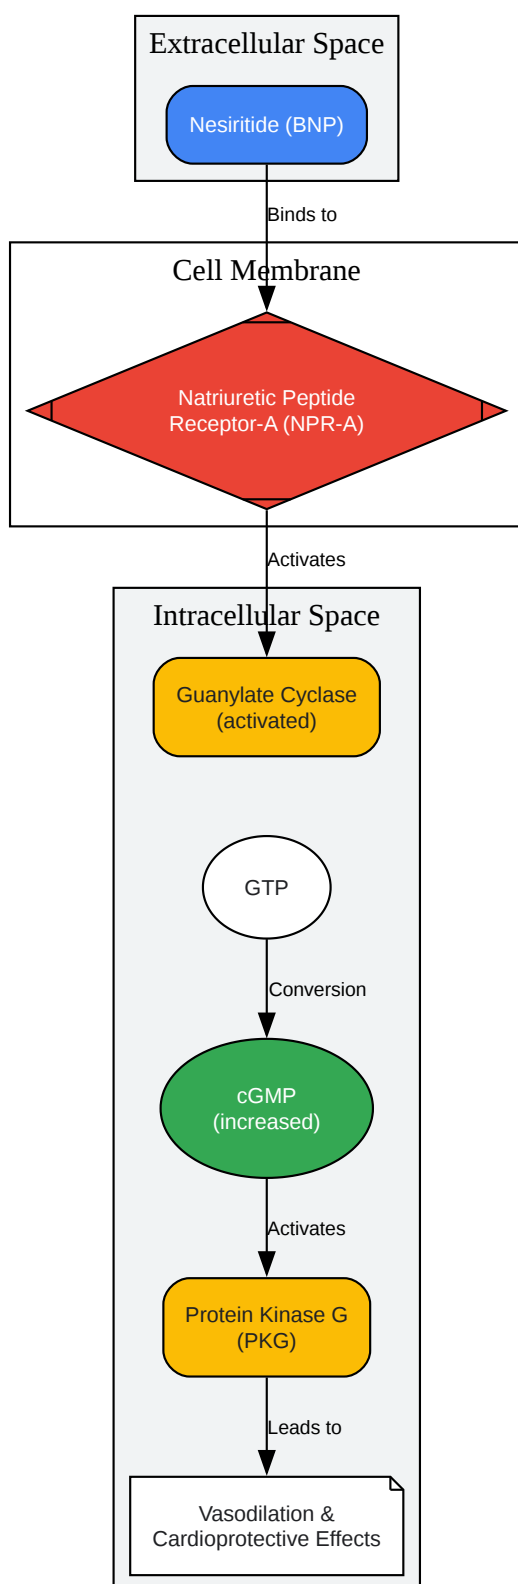 Extracellular Space
Nesiritide (BNP)
Binds to
Cell Membrane
Natriuretic Peptide
Receptor-A (NPR-A)
Activates
Intracellular Space
Guanylate Cyclase
(activated)
GTP
Conversion
cGMP
(increased)
Activates
Protein Kinase G
(PKG)
Leads to
Vasodilation &
Cardioprotective Effects